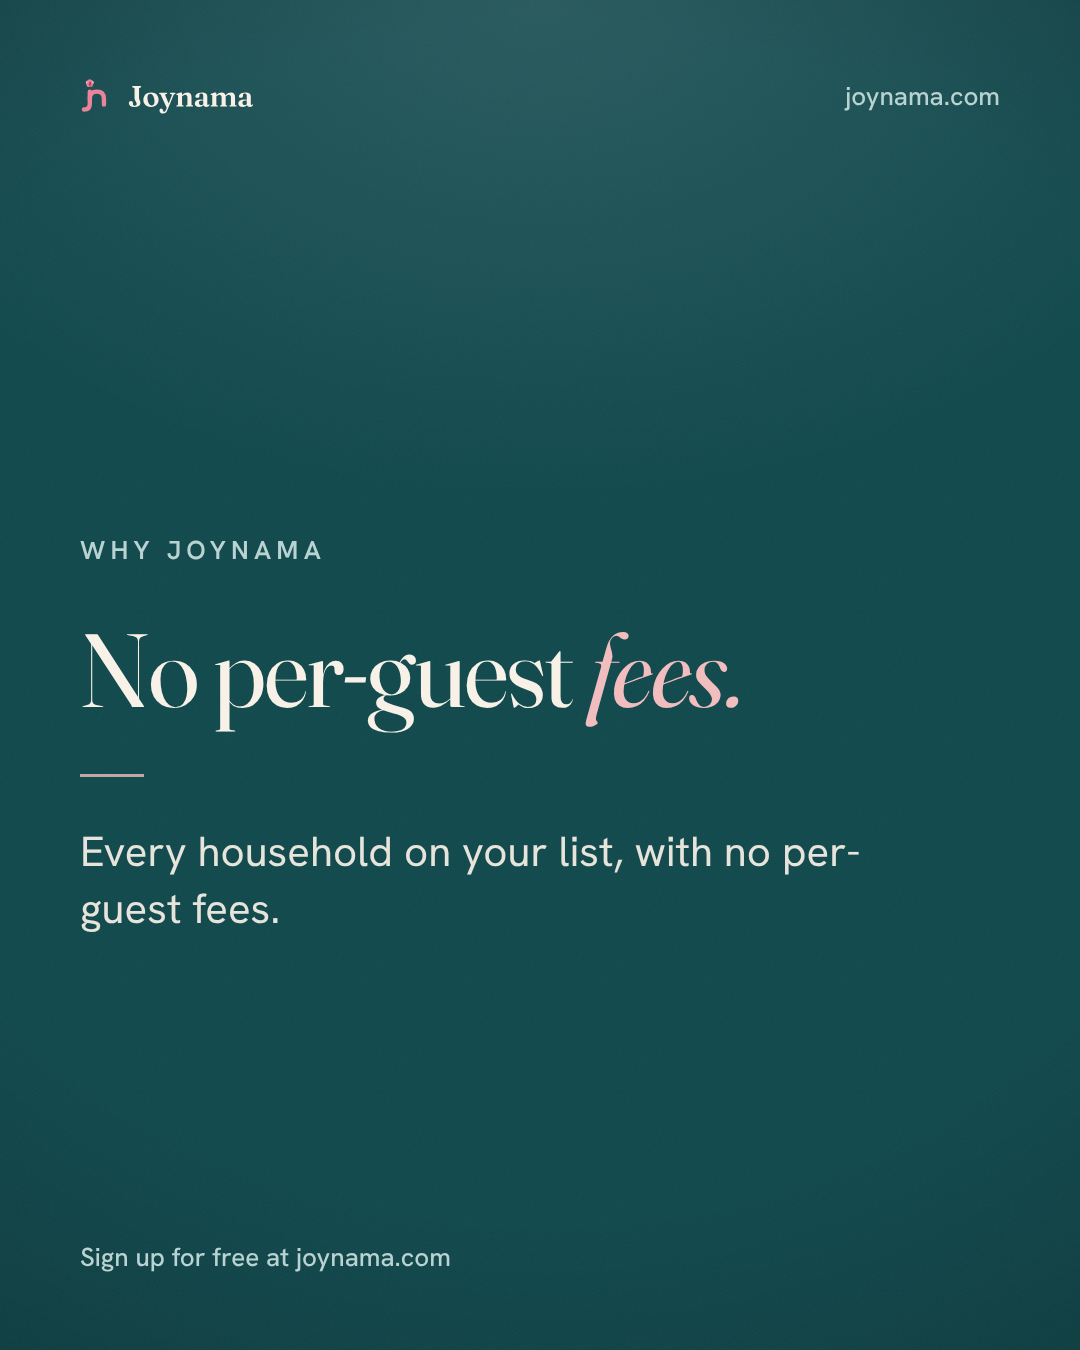 Joynama
joynama.com
WHY JOYNAMA
No per-guest fees.
Every household on your list, with no per-
guest fees.
Sign up for free at joynama.com